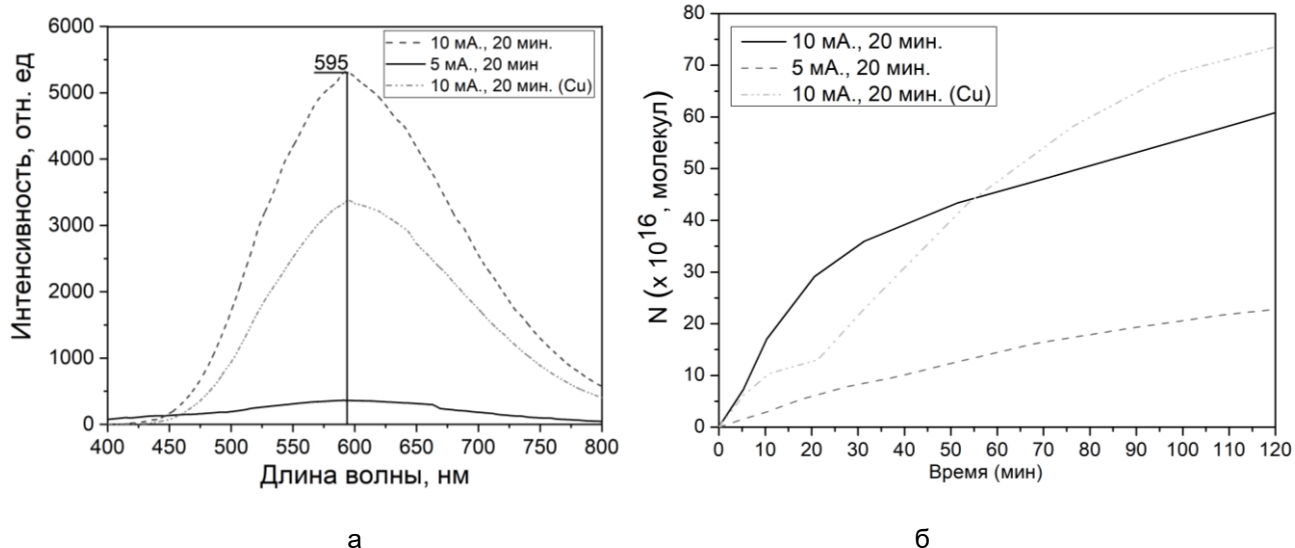 6000
5000
4000
3000
2000
1000
0
Интенсивность, отн. ед
595
10 мА., 20 мин.
5 мА., 20 мин
10 мА., 20 мин. (Cu)
400 450 500 550 600 650 700 750 800
Длина волны, нм
а
80
70
60
50
40
30
20
10
0
N (x 10^16, молекул)
10 мА., 20 мин.
5 мА., 20 мин.
10 мА., 20 мин. (Cu)
0 10 20 30 40 50 60 70 80 90 100 110 120
Время (мин)
б